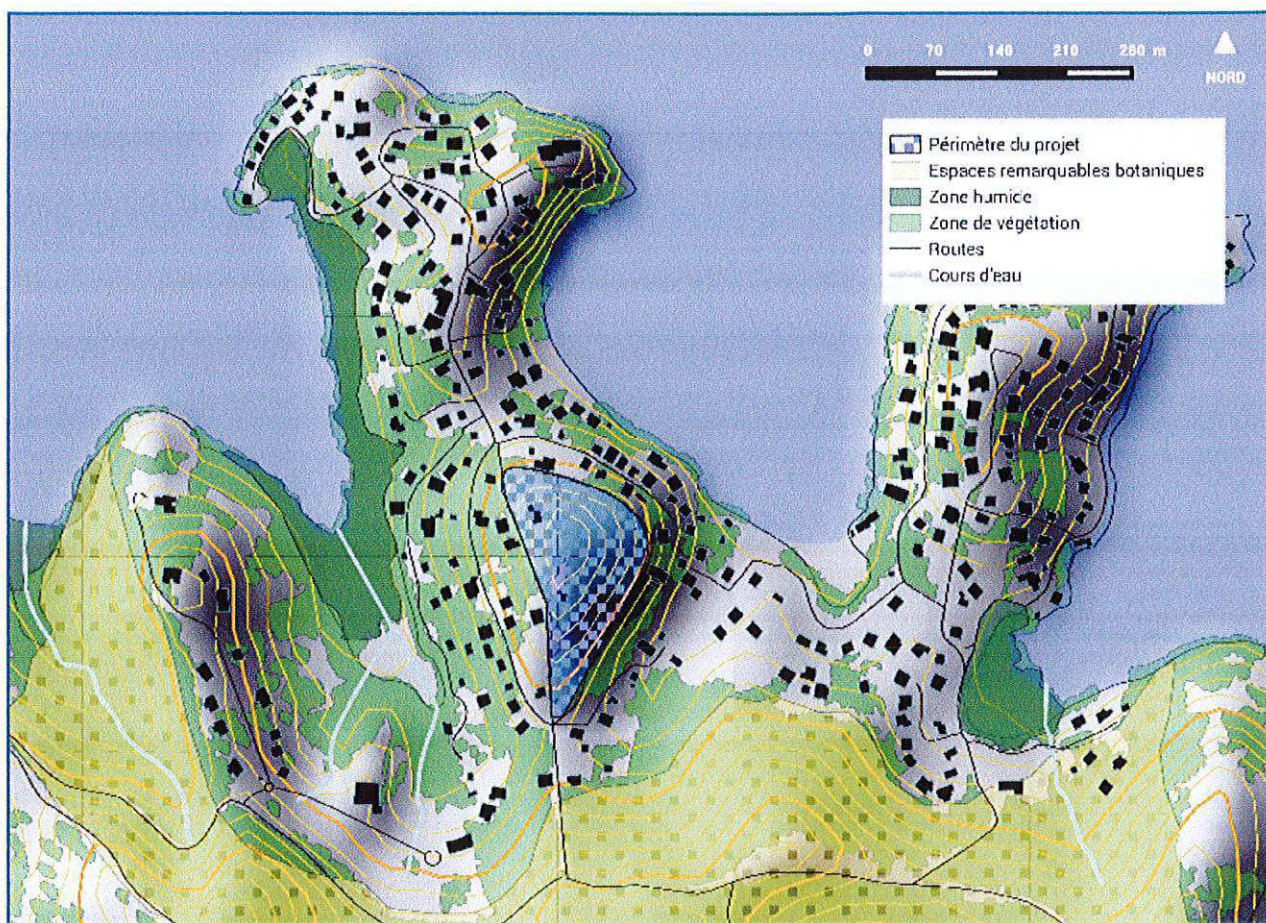 0 70 140 210 280 m
NORD
Périmètre du projet
Espaces remarquables botaniques
Zone humide
Zone de végétation
Routes
Cours d'eau